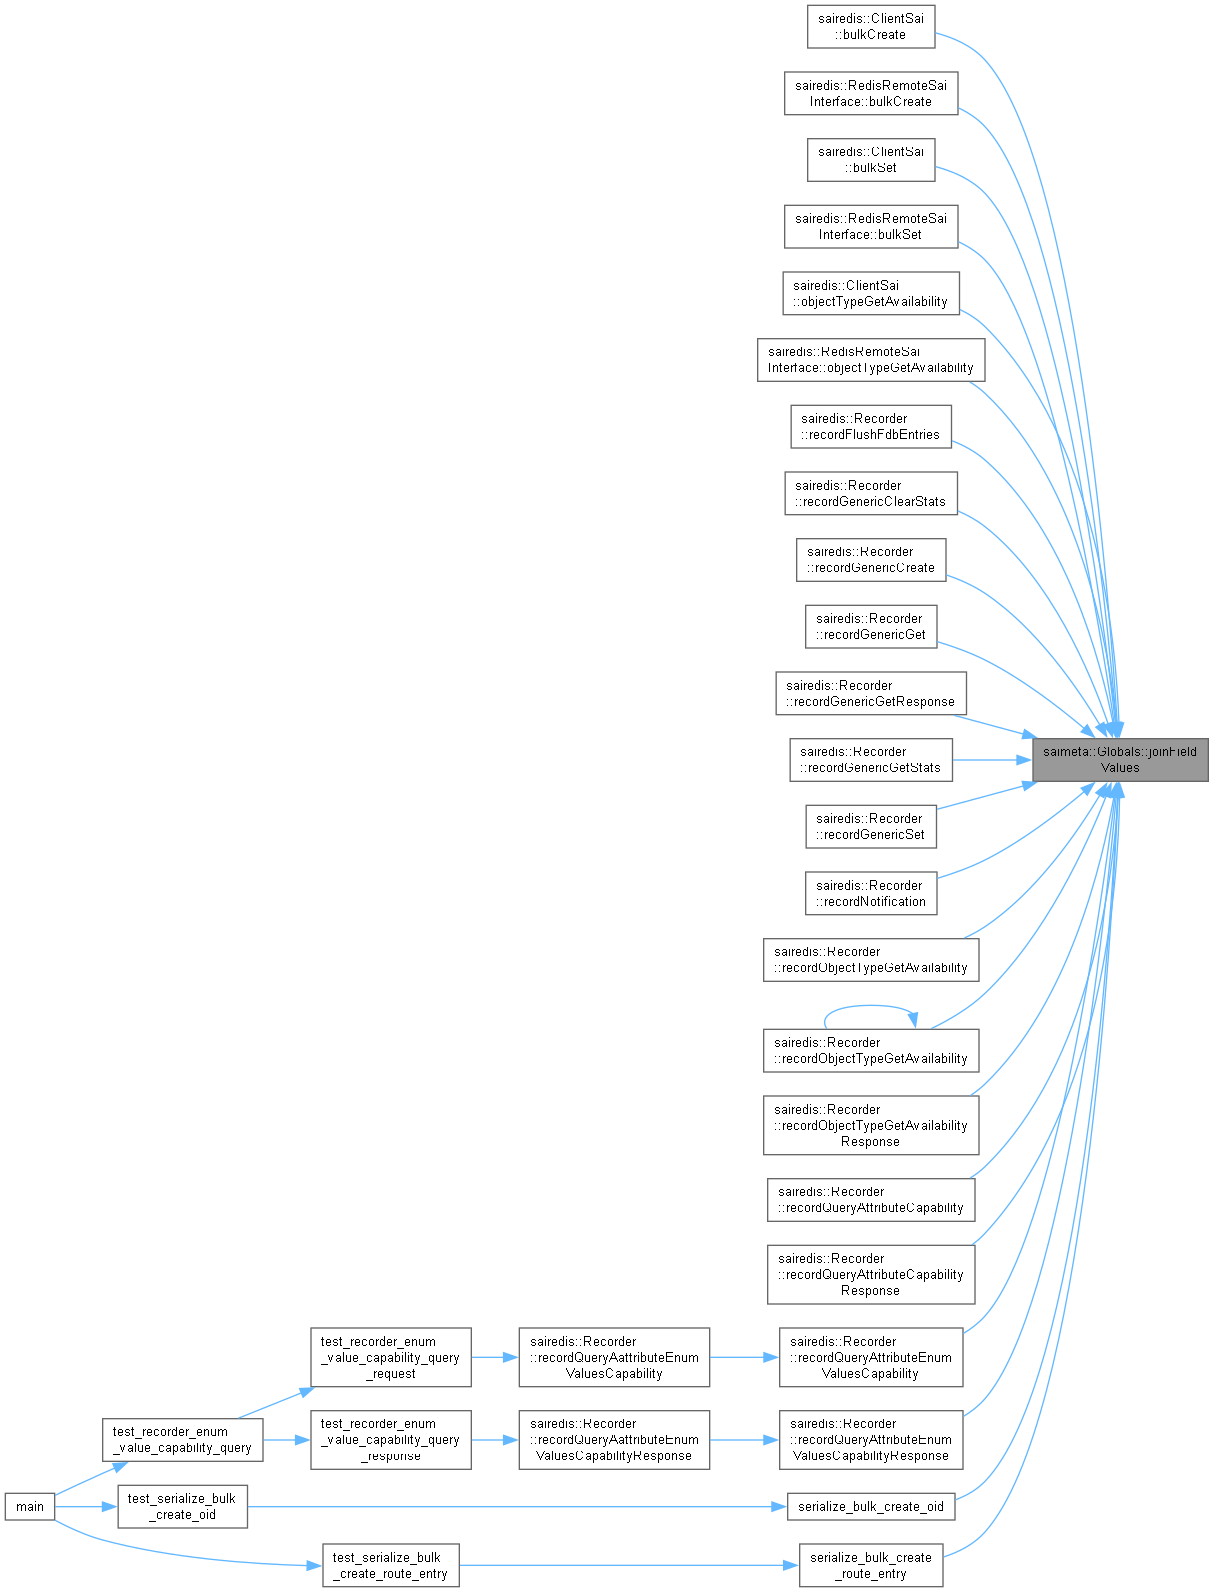 sairedis::ClientSai
::bulkCreate
sairedis::RedisRemoteSai
Interface::bulkCreate
sairedis::ClientSai
::bulkSet
sairedis::RedisRemoteSai
Interface::bulkSet
sairedis::ClientSai
::objectTypeGetAvailability
sairedis::RedisRemoteSai
Interface::objectTypeGetAvailability
sairedis::Recorder
::recordFlushFdbEntries
sairedis::Recorder
::recordGenericClearStats
sairedis::Recorder
::recordGenericCreate
sairedis::Recorder
::recordGenericGet
sairedis::Recorder
::recordGenericGetResponse
sairedis::Recorder
::recordGenericGetStats
saimeta::Globals::joinField
Values
sairedis::Recorder
::recordGenericSet
sairedis::Recorder
::recordNotification
sairedis::Recorder
::recordObjectTypeGetAvailability
sairedis::Recorder
::recordObjectTypeGetAvailability
sairedis::Recorder
::recordObjectTypeGetAvailability
Response
sairedis::Recorder
::recordQueryAttributeCapability
sairedis::Recorder
::recordQueryAttributeCapability
Response
test_recorder_enum
_value_capability_query
_request
sairedis::Recorder
::recordQueryAattributeEnum
ValuesCapability
sairedis::Recorder
::recordQueryAttributeEnum
ValuesCapability
test_recorder_enum
_value_capability_query
test_recorder_enum
_value_capability_query
_response
sairedis::Recorder
::recordQueryAattributeEnum
ValuesCapabilityResponse
sairedis::Recorder
::recordQueryAttributeEnum
ValuesCapabilityResponse
main
test_serialize_bulk
_create_oid
serialize_bulk_create_oid
test_serialize_bulk
_create_route_entry
serialize_bulk_create
_route_entry